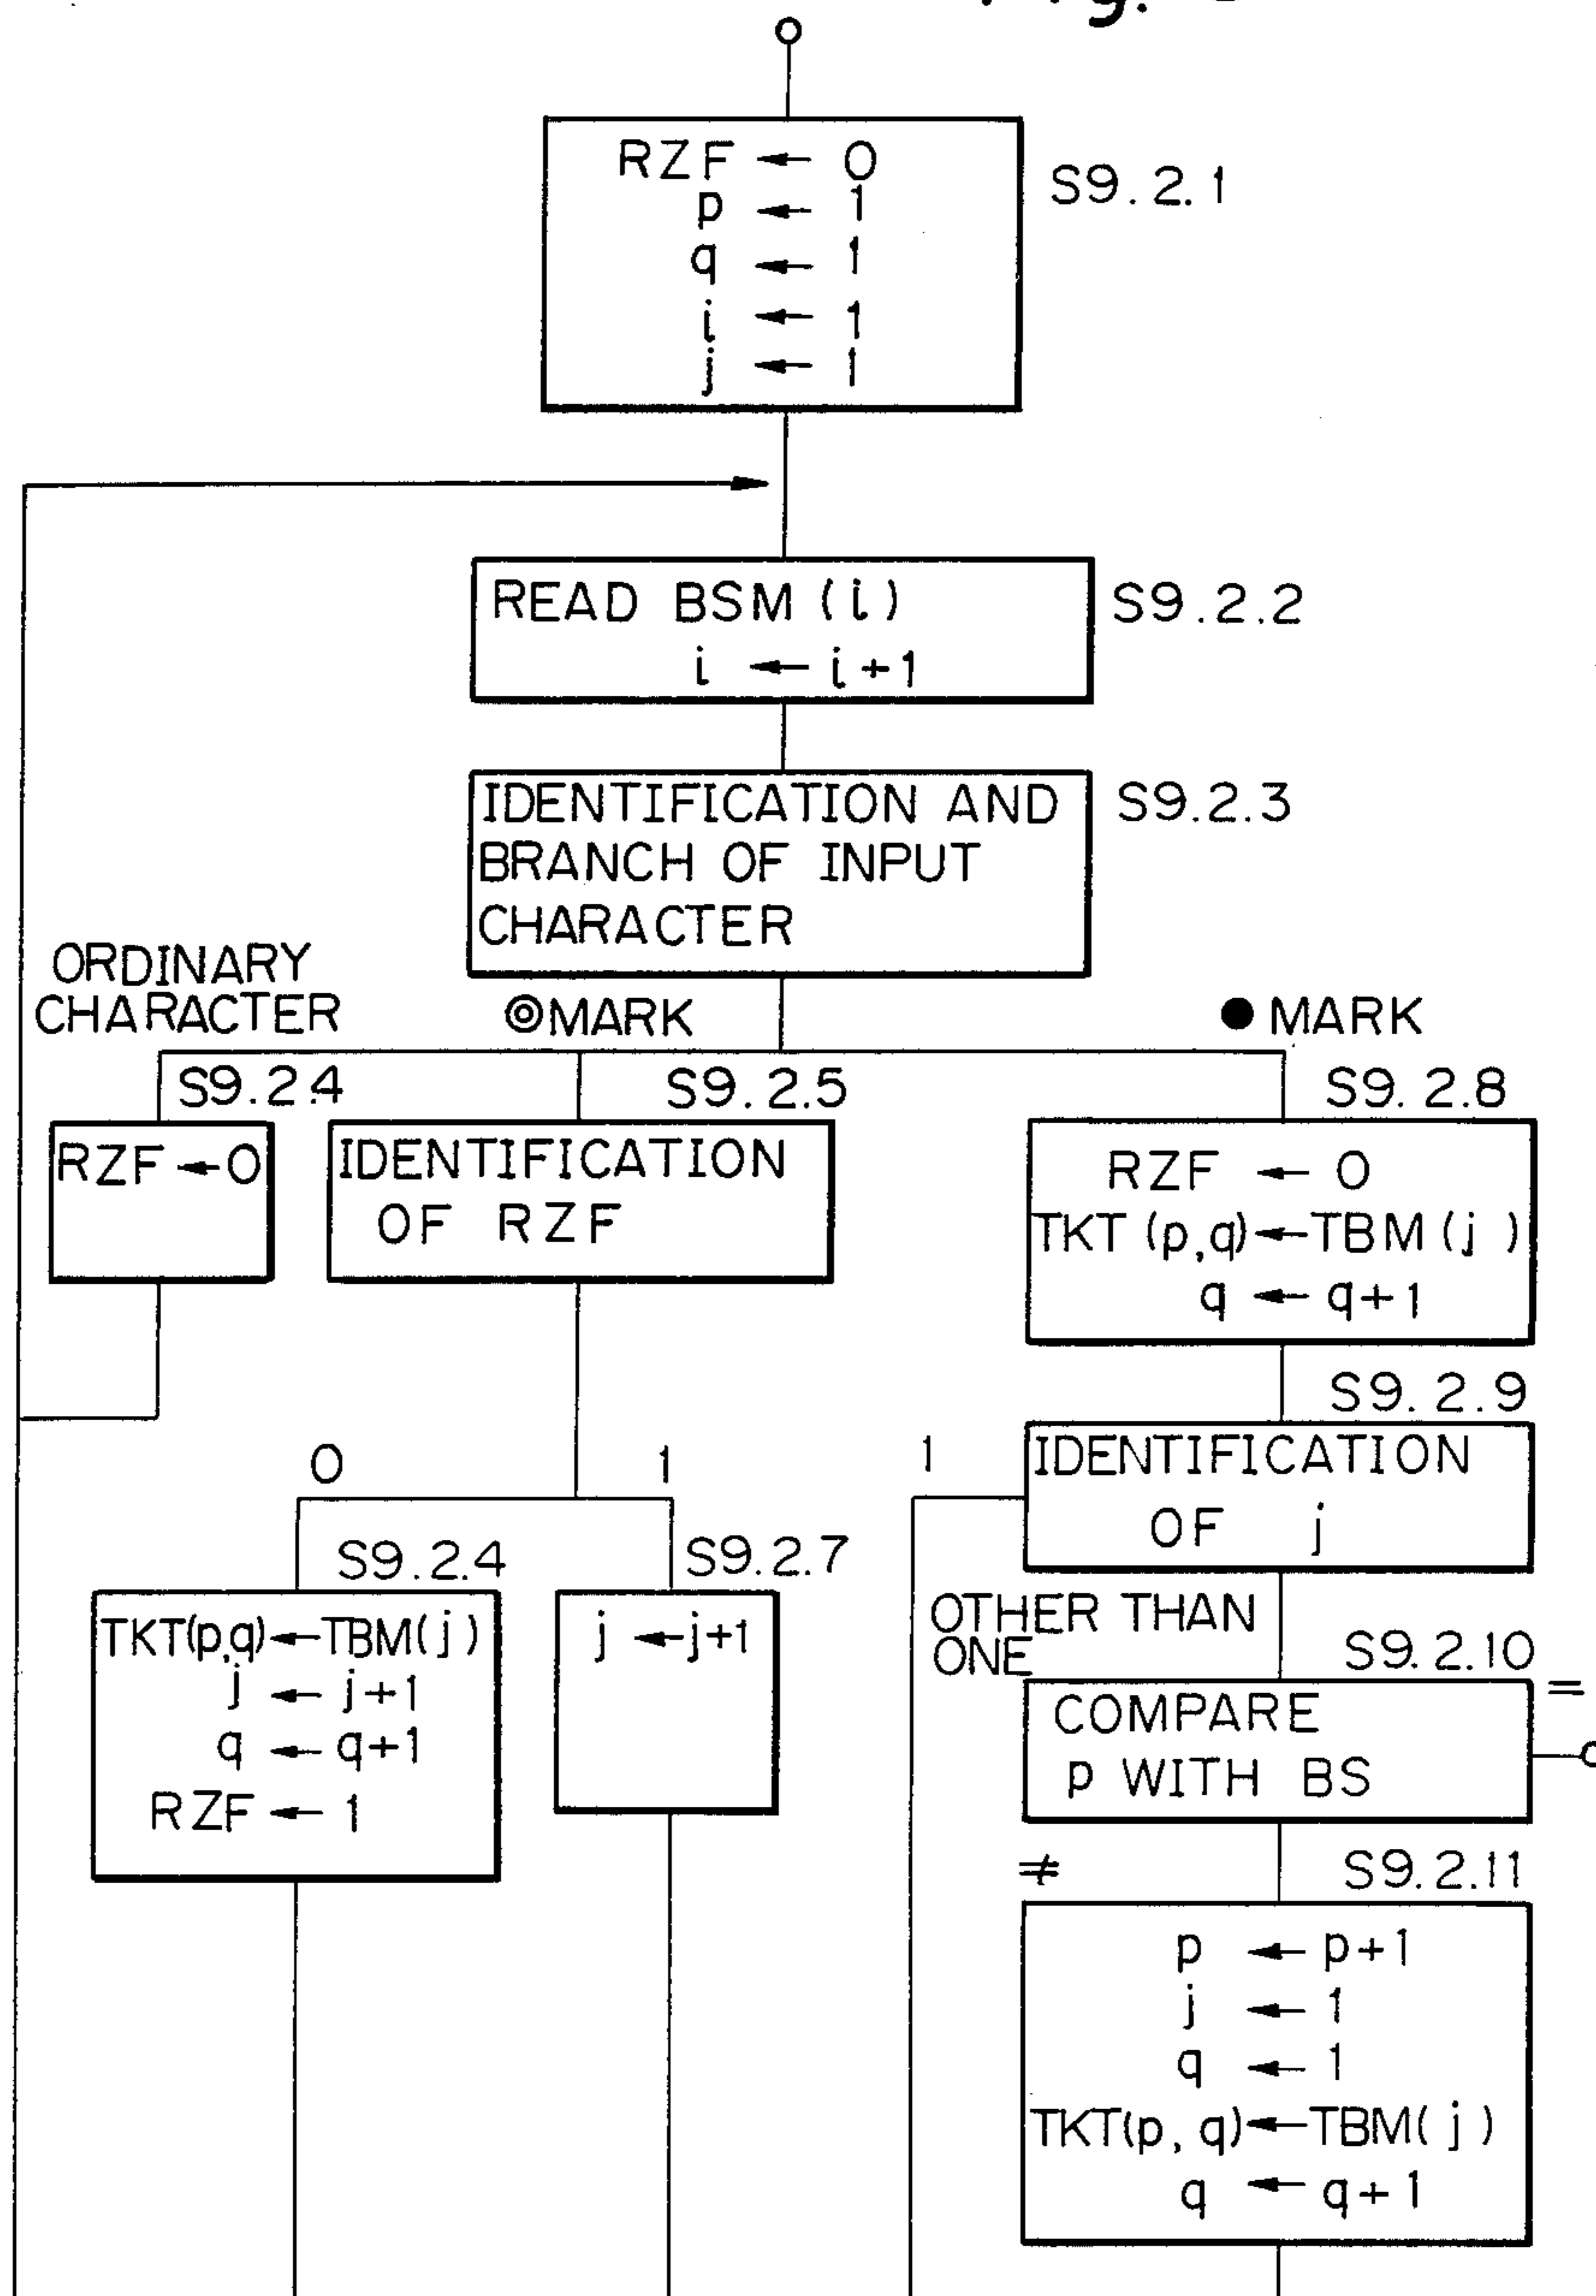 Fig.
RZF ← 0
p ← 1
q ← 1
i ← 1
j ← 1
S9.2.1
READ BSM (i)
i ← i+1
S9.2.2
IDENTIFICATION AND
BRANCH OF INPUT
CHARACTER
S9.2.3
ORDINARY
CHARACTER
◎MARK
● MARK
S9.2.4
RZF ← 0
S9.2.5
IDENTIFICATION
OF RZF
S9.2.8
RZF ← 0
TKT (p,q) ← TBM (j)
q ← q+1
0
1
S9.2.4
TKT(p,q) ← TBM(j)
j ← j+1
q ← q+1
RZF ← 1
S9.2.7
j ← j+1
S9.2.9
1
IDENTIFICATION
OF j
OTHER THAN
ONE
S9.2.10
=
COMPARE
p WITH BS
≠
S9.2.11
p ← p+1
j ← 1
q ← 1
TKT(p, q) ← TBM( j )
q ← q+1